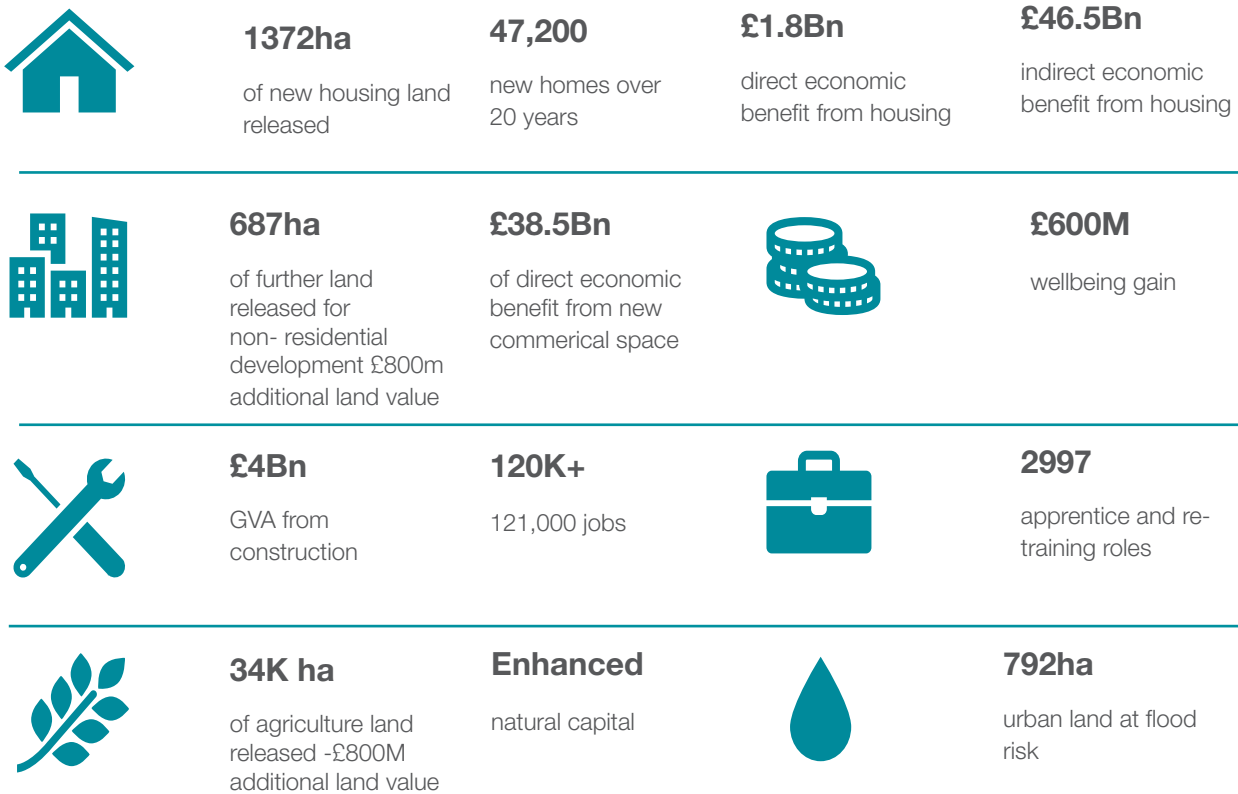 1372ha
of new housing land
released
47,200
new homes over
20 years
£1.8Bn
direct economic
benefit from housing
£46.5Bn
indirect economic
benefit from housing
687ha
of further land
released for
non- residential
development £800m
additional land value
£38.5Bn
of direct economic
benefit from new
commerical space
£600M
wellbeing gain
£4Bn
GVA from
construction
120K+
121,000 jobs
2997
apprentice and re-
training roles
34K ha
of agriculture land
released -£800M
additional land value
Enhanced
natural capital
792ha
urban land at flood
risk